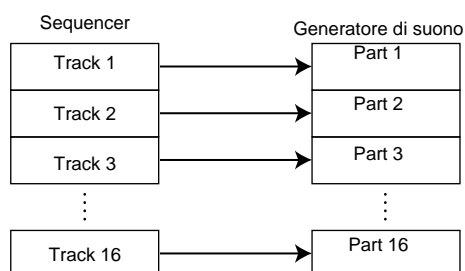 Sequencer
Generatore di suono
Track 1
Part 1
Track 2
Part 2
Track 3
Part 3
Track 16
Part 16